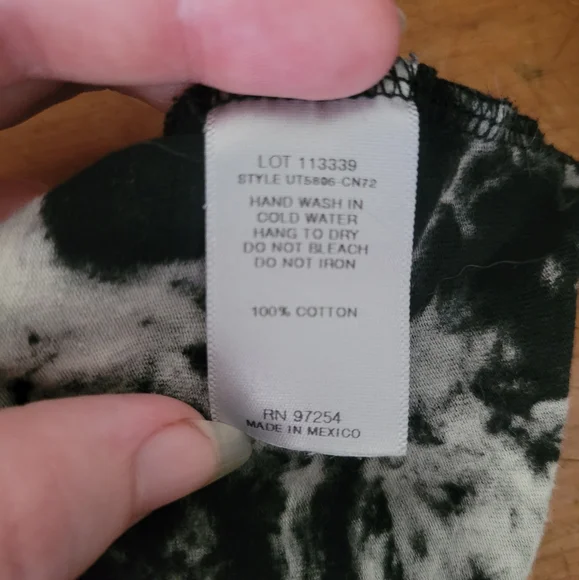 LOT 113339
STYLE UT5806-CN72
HAND WASH IN
COLD WATER
HANG TO DRY
DO NOT BLEACH
DO NOT IRON
100% COTTON
RN 97254
MADE IN MEXICO